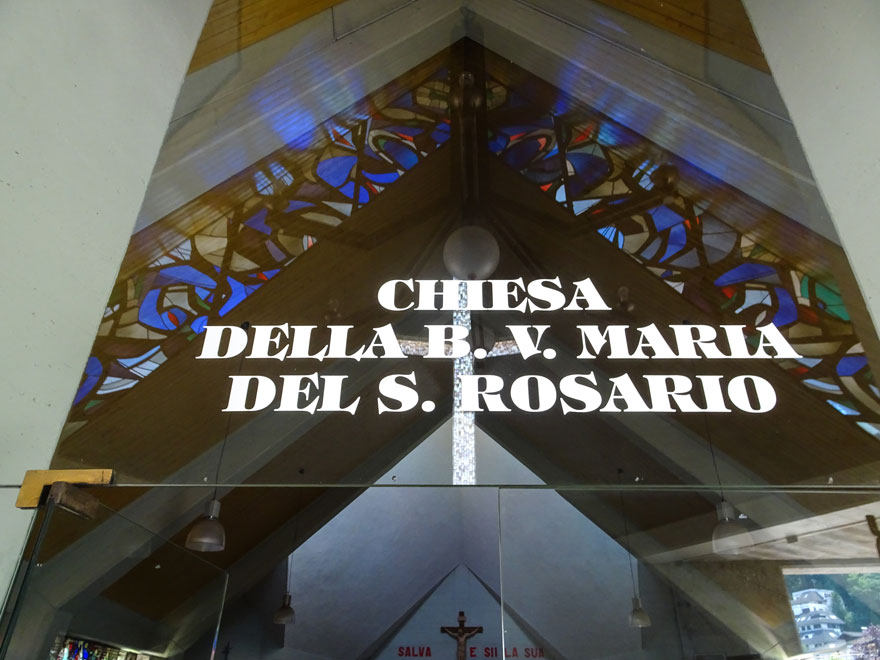 CHIESA
DELLA B. V. MARIA
DEL S. ROSARIO
SALVA E SII LA SUA